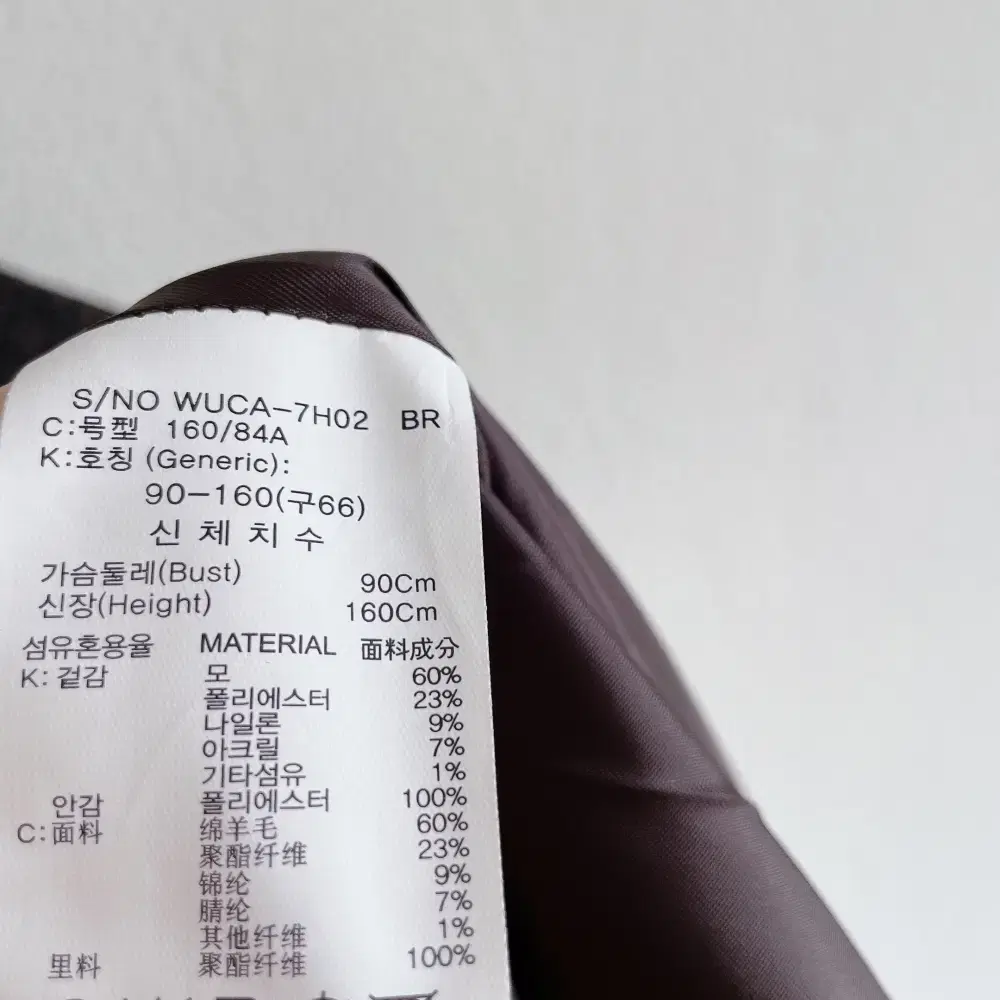 S/NO WUCA-7H02 BR
C:号型 160/84A
K:호칭 (Generic):
90-160(구66)
신 체 치 수
가슴둘레(Bust) 90Cm
신장(Height) 160Cm
섬유혼용율 MATERIAL 面料成分
K: 겉감 모 60%
폴리에스터 23%
나일론 9%
아크릴 7%
기타섬유 1%
안감 폴리에스터 100%
C:面料 绵羊毛 60%
聚酯纤维 23%
锦纶 9%
腈纶 7%
其他纤维 1%
里料 聚酯纤维 100%